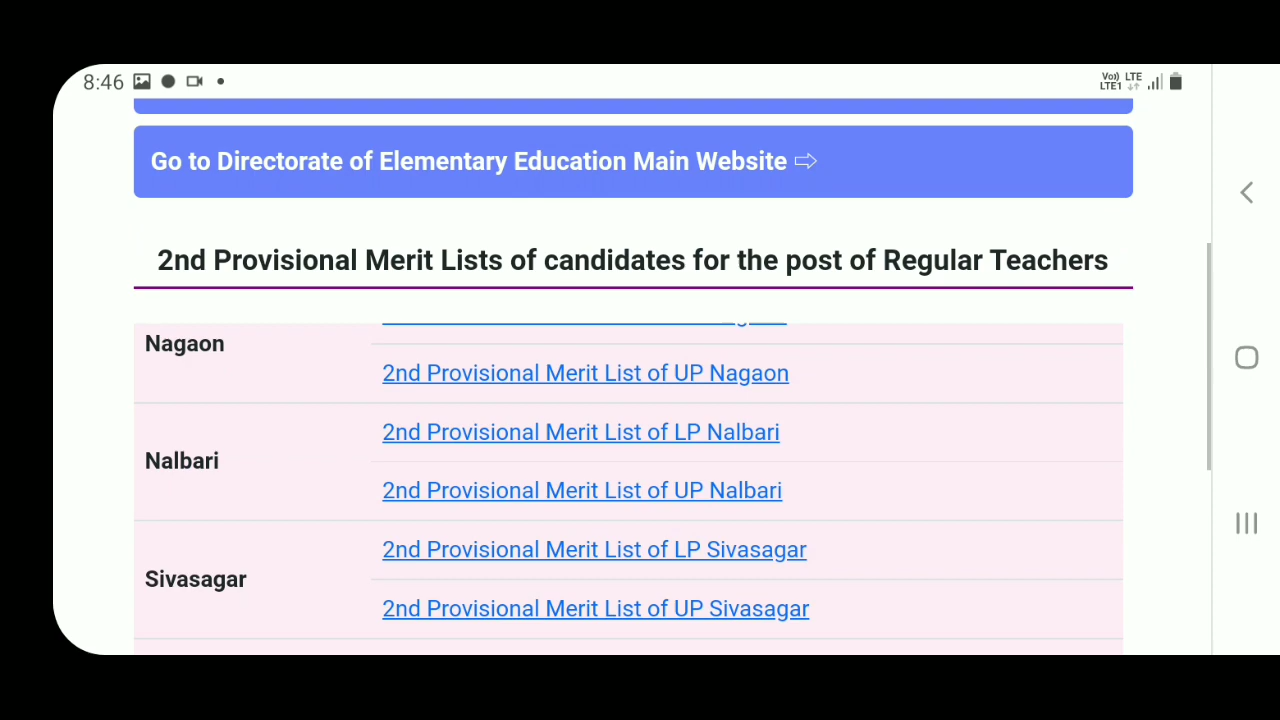 8:46
Vo)) LTE
LTE1
Go to Directorate of Elementary Education Main Website ⇨
2nd Provisional Merit Lists of candidates for the post of Regular Teachers
Nagaon
2nd Provisional Merit List of UP Nagaon
Nalbari
2nd Provisional Merit List of LP Nalbari
2nd Provisional Merit List of UP Nalbari
Sivasagar
2nd Provisional Merit List of LP Sivasagar
2nd Provisional Merit List of UP Sivasagar